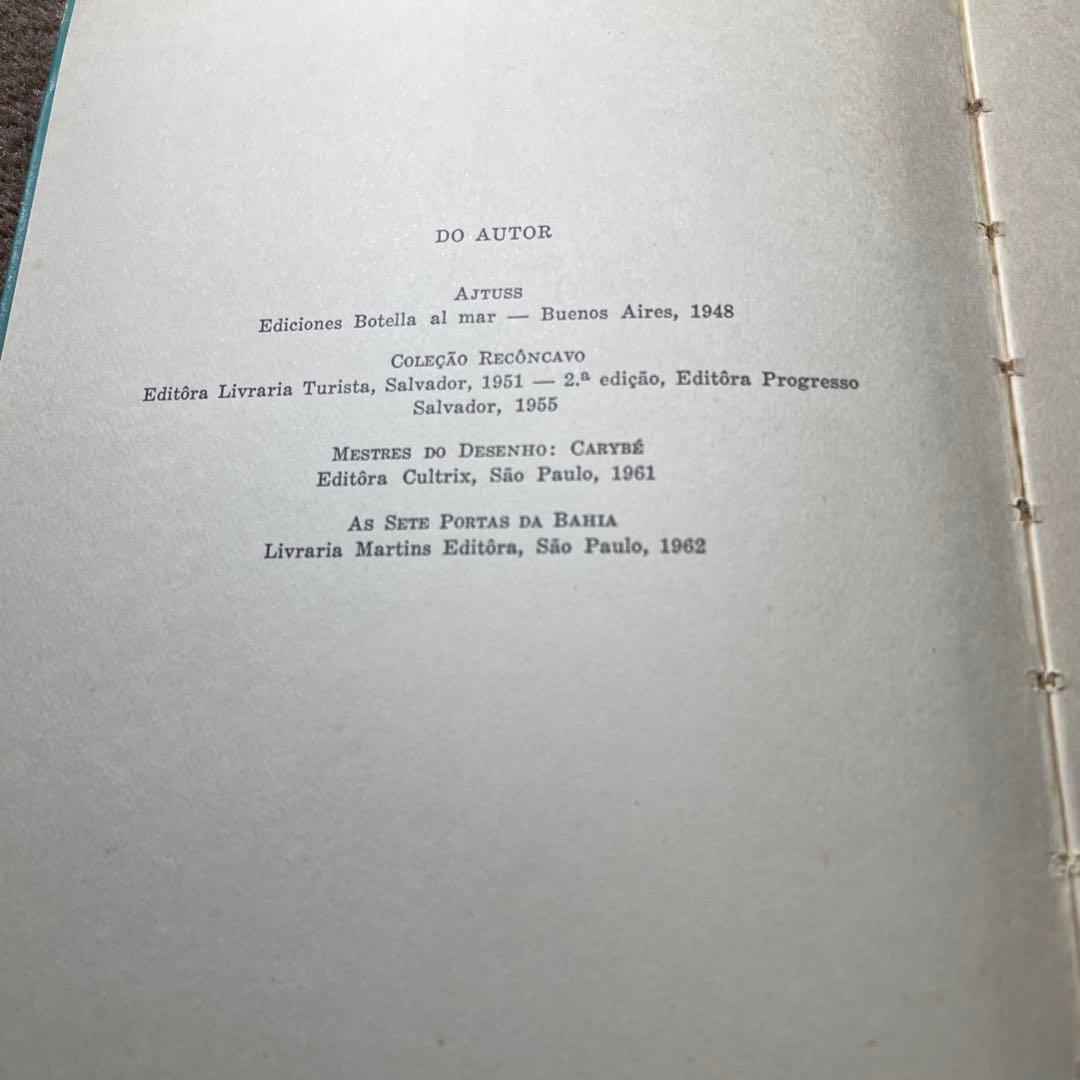 DO AUTOR
AJTUSS
Ediciones Botella al mar — Buenos Aires, 1948
COLEÇÃO RECÔNCAVO
Editôra Livraria Turista, Salvador, 1951 — 2.ª edição, Editôra Progresso
Salvador, 1955
MESTRES DO DESENHO: CARYBÉ
Editôra Cultrix, São Paulo, 1961
AS SETE PORTAS DA BAHIA
Livraria Martins Editôra, São Paulo, 1962